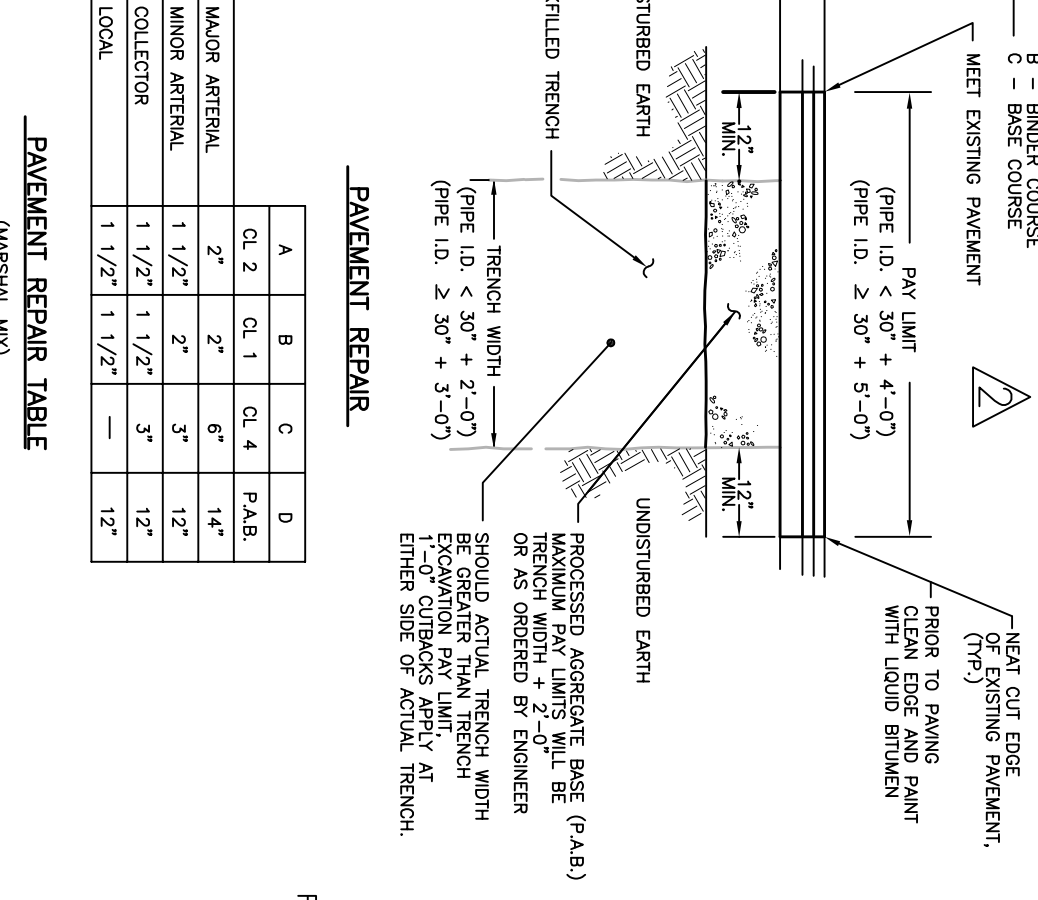 B – BINDER COURSE
C – BASE COURSE
MEET EXISTING PAVEMENT
2
NEAT CUT EDGE
OF EXISTING PAVEMENT,
(TYP.)
PRIOR TO PAVING
CLEAN EDGE AND PAINT
WITH LIQUID BITUMEN
PAY LIMIT
(PIPE I.D. < 30" + 4'-0")
(PIPE I.D. ≥ 30" + 5'-0")
12"
MIN.
12"
MIN.
STURBED EARTH
UNDISTURBED EARTH
KFILLED TRENCH
PROCESSED AGGREGATE BASE (P.A.B.)
MAXIMUM PAY LIMITS WILL BE
TRENCH WIDTH + 2'-0"
OR AS ORDERED BY ENGINEER
TRENCH WIDTH
(PIPE I.D. < 30" + 2'-0")
(PIPE I.D. ≥ 30" + 3'-0")
SHOULD ACTUAL TRENCH WIDTH
BE GREATER THAN TRENCH
EXCAVATION PAY LIMIT,
1'-0" CUTBACKS APPLY AT
EITHER SIDE OF ACTUAL TRENCH.
PAVEMENT REPAIR
A B C D
CL 2 CL 1 CL 4 P.A.B.
MAJOR ARTERIAL 2" 2" 6" 14"
MINOR ARTERIAL 1 1/2" 2" 3" 12"
COLLECTOR 1 1/2" 1 1/2" 3" 12"
LOCAL 1 1/2" 1 1/2" — 12"
PAVEMENT REPAIR TABLE
(MARSHAL MIX)